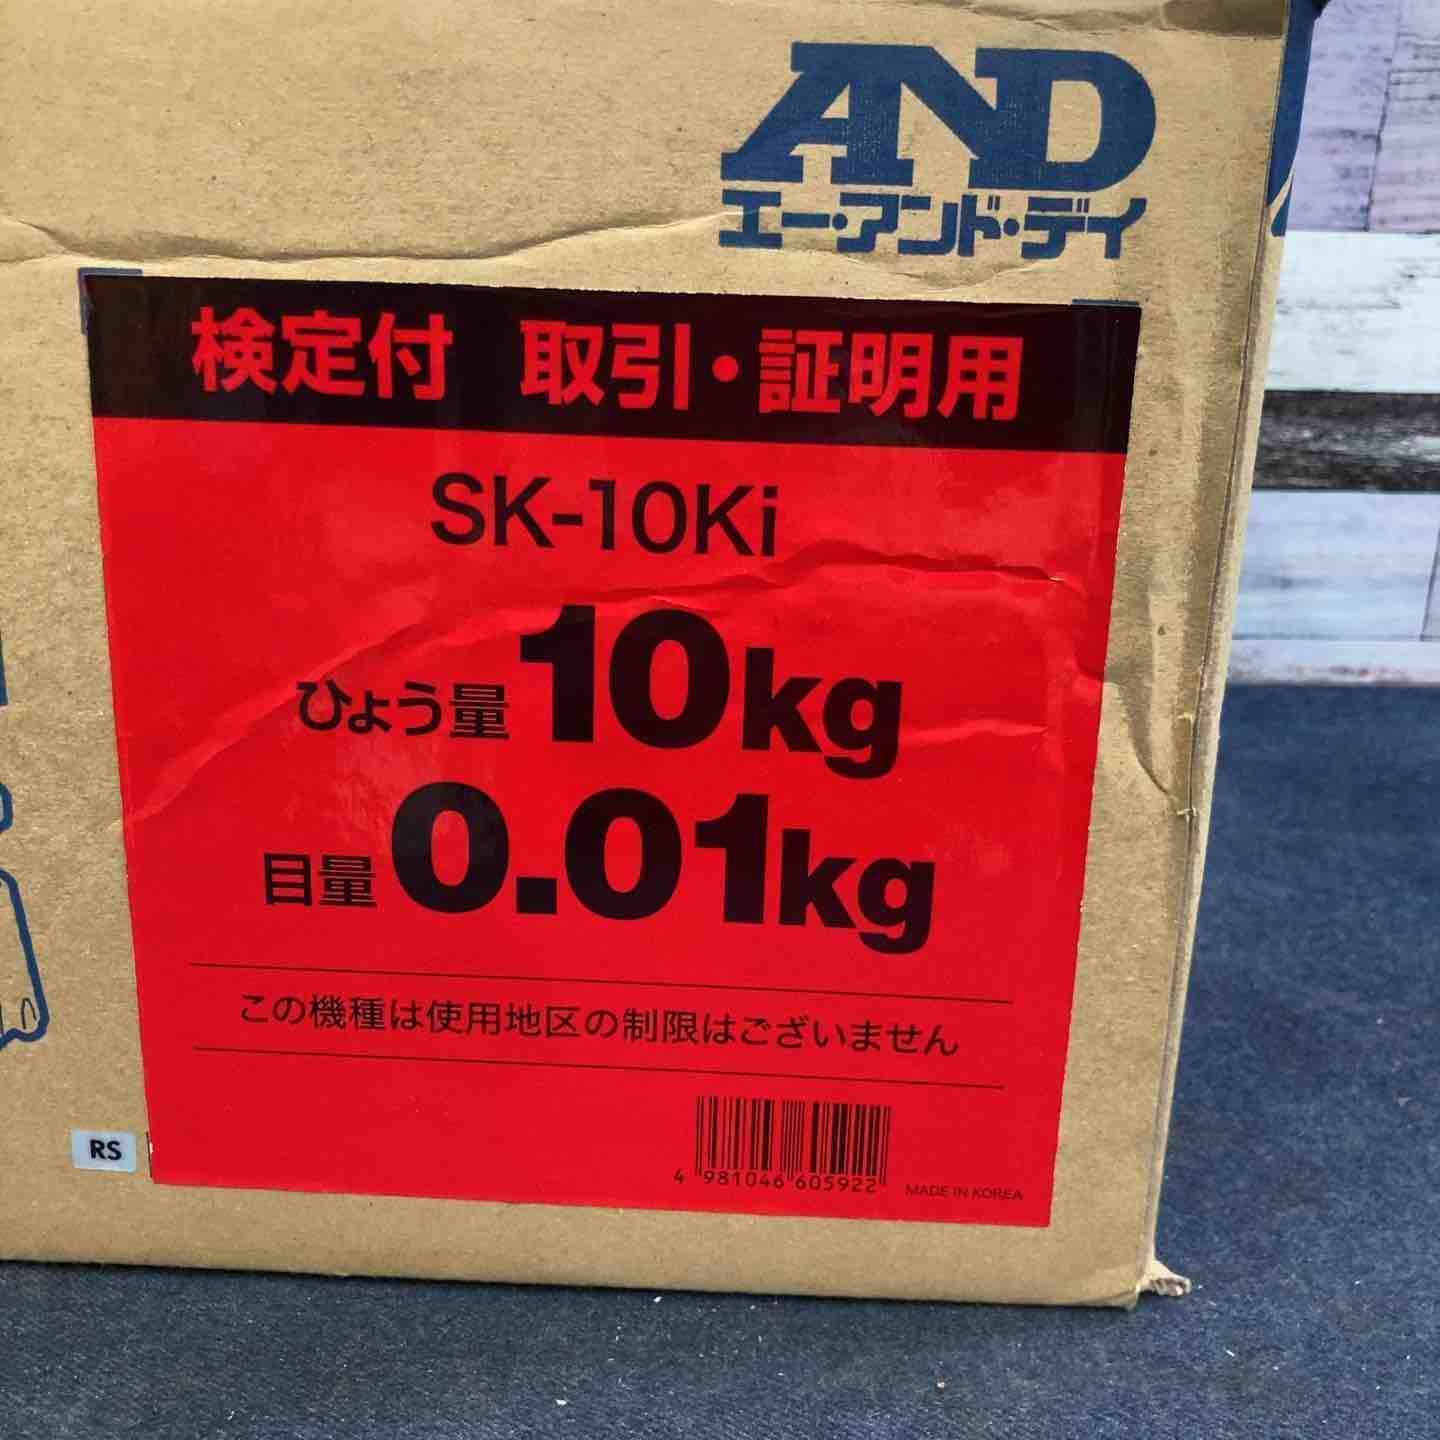 AND
エー・アンド・デイ
検定付 取引・証明用
SK-10Ki
ひょう量 10kg
目量 0.01kg
この機種は使用地区の制限はございません
4 981046 605922 MADE IN KOREA
RS